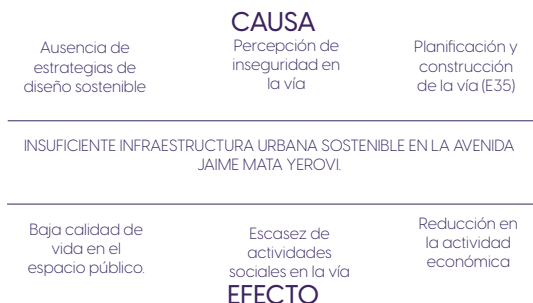 CAUSA
Ausencia de
estrategias de
diseño sostenible
Percepción de
inseguridad en
la vía
Planificación y
construcción
de la vía (E35)
INSUFICIENTE INFRAESTRUCTURA URBANA SOSTENIBLE EN LA AVENIDA
JAIME MATA YEROVI.
Baja calidad de
vida en el
espacio público.
Escasez de
actividades
sociales en la vía
Reducción en
la actividad
económica
EFECTO